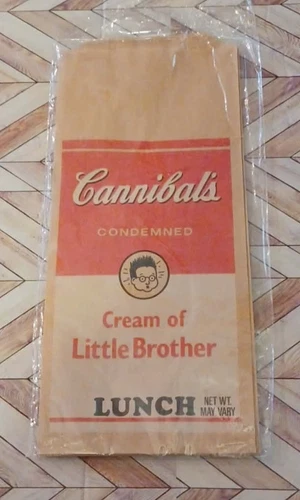 Cannibal's
CONDEMNED
Cream of
Little Brother
LUNCH NET WT.
MAY VARY